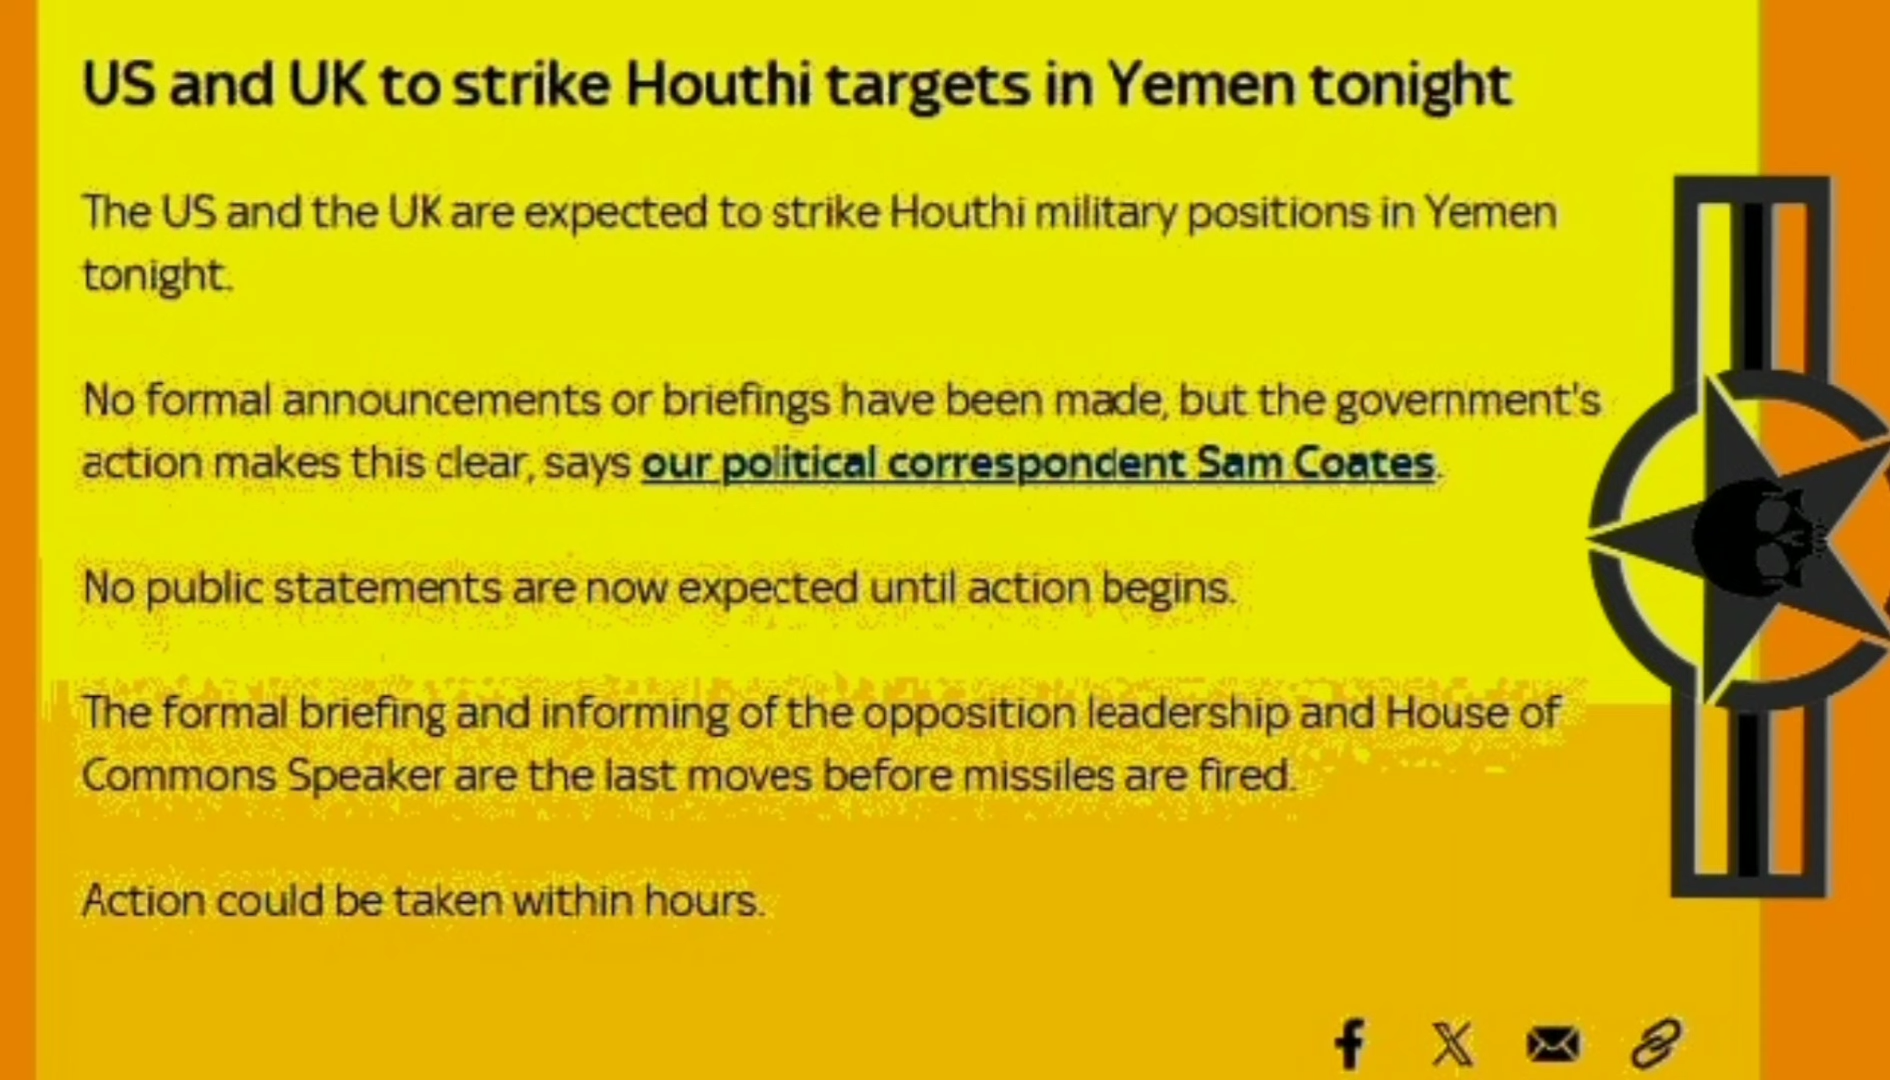 US and UK to strike Houthi targets in Yemen tonight
The US and the UK are expected to strike Houthi military positions in Yemen
tonight.
No formal announcements or briefings have been made, but the government's
action makes this clear, says our political correspondent Sam Coates.
No public statements are now expected until action begins.
The formal briefing and informing of the opposition leadership and House of
Commons Speaker are the last moves before missiles are fired.
Action could be taken within hours.